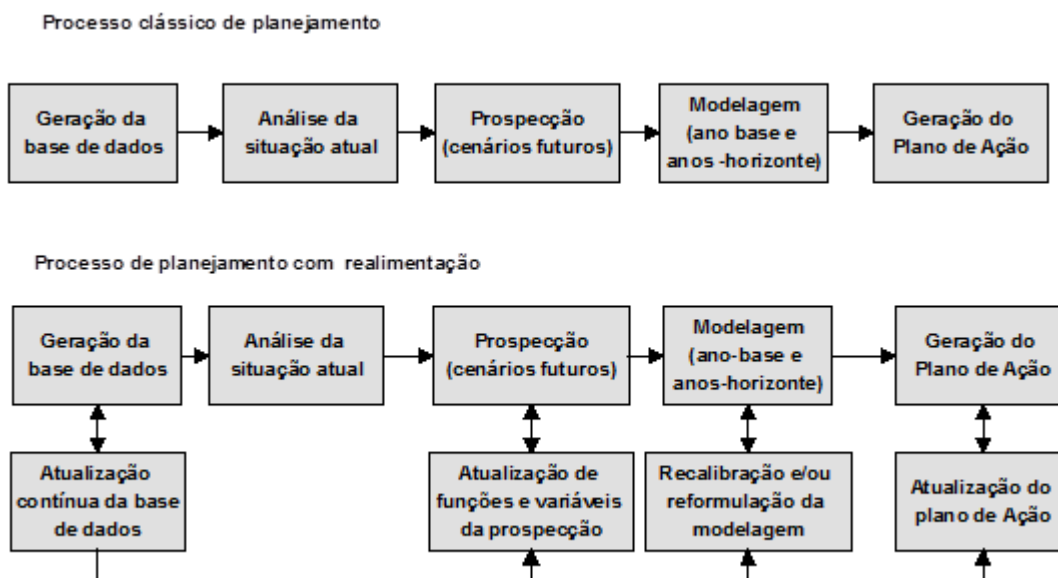 Processo clássico de planejamento
Geração da
base de dados
Análise da
situação atual
Prospecção
(cenários futuros)
Modelagem
(ano base e
anos -horizonte)
Geração do
Plano de Ação
Processo de planejamento com realimentação
Geração da
base de dados
Análise da
situação atual
Prospecção
(cenários futuros)
Modelagem
(ano-base e
anos-horizonte)
Geração do
Plano de Ação
Atualização
contínua da base
de dados
Atualização de
funções e variáveis
da prospecção
Recalibração e/ou
reformulação da
modelagem
Atualização do
plano de Ação